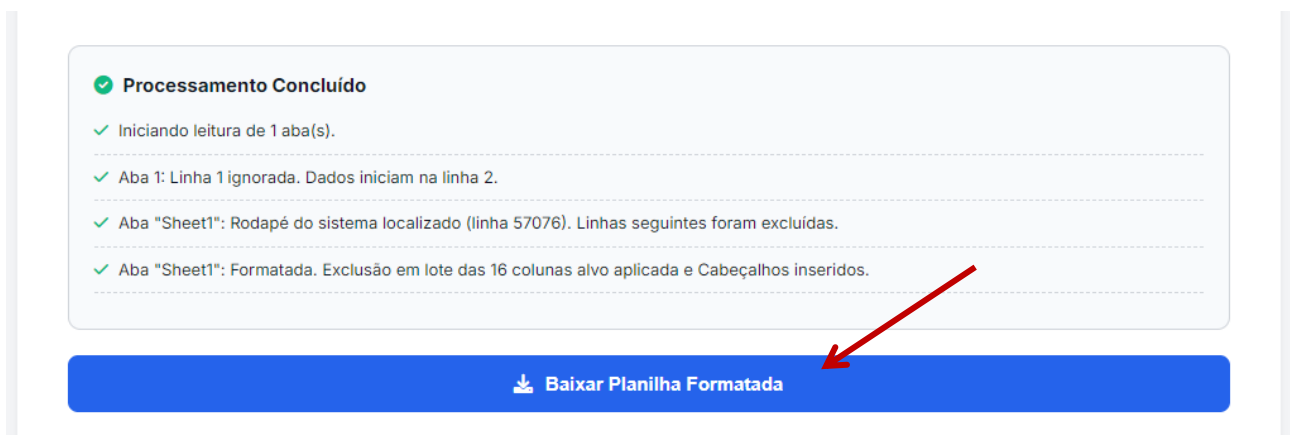 Processamento Concluído
Iniciando leitura de 1 aba(s).
Aba 1: Linha 1 ignorada. Dados iniciam na linha 2.
Aba "Sheet1": Rodapé do sistema localizado (linha 57076). Linhas seguintes foram excluídas.
Aba "Sheet1": Formatada. Exclusão em lote das 16 colunas alvo aplicada e Cabeçalhos inseridos.
Baixar Planilha Formatada